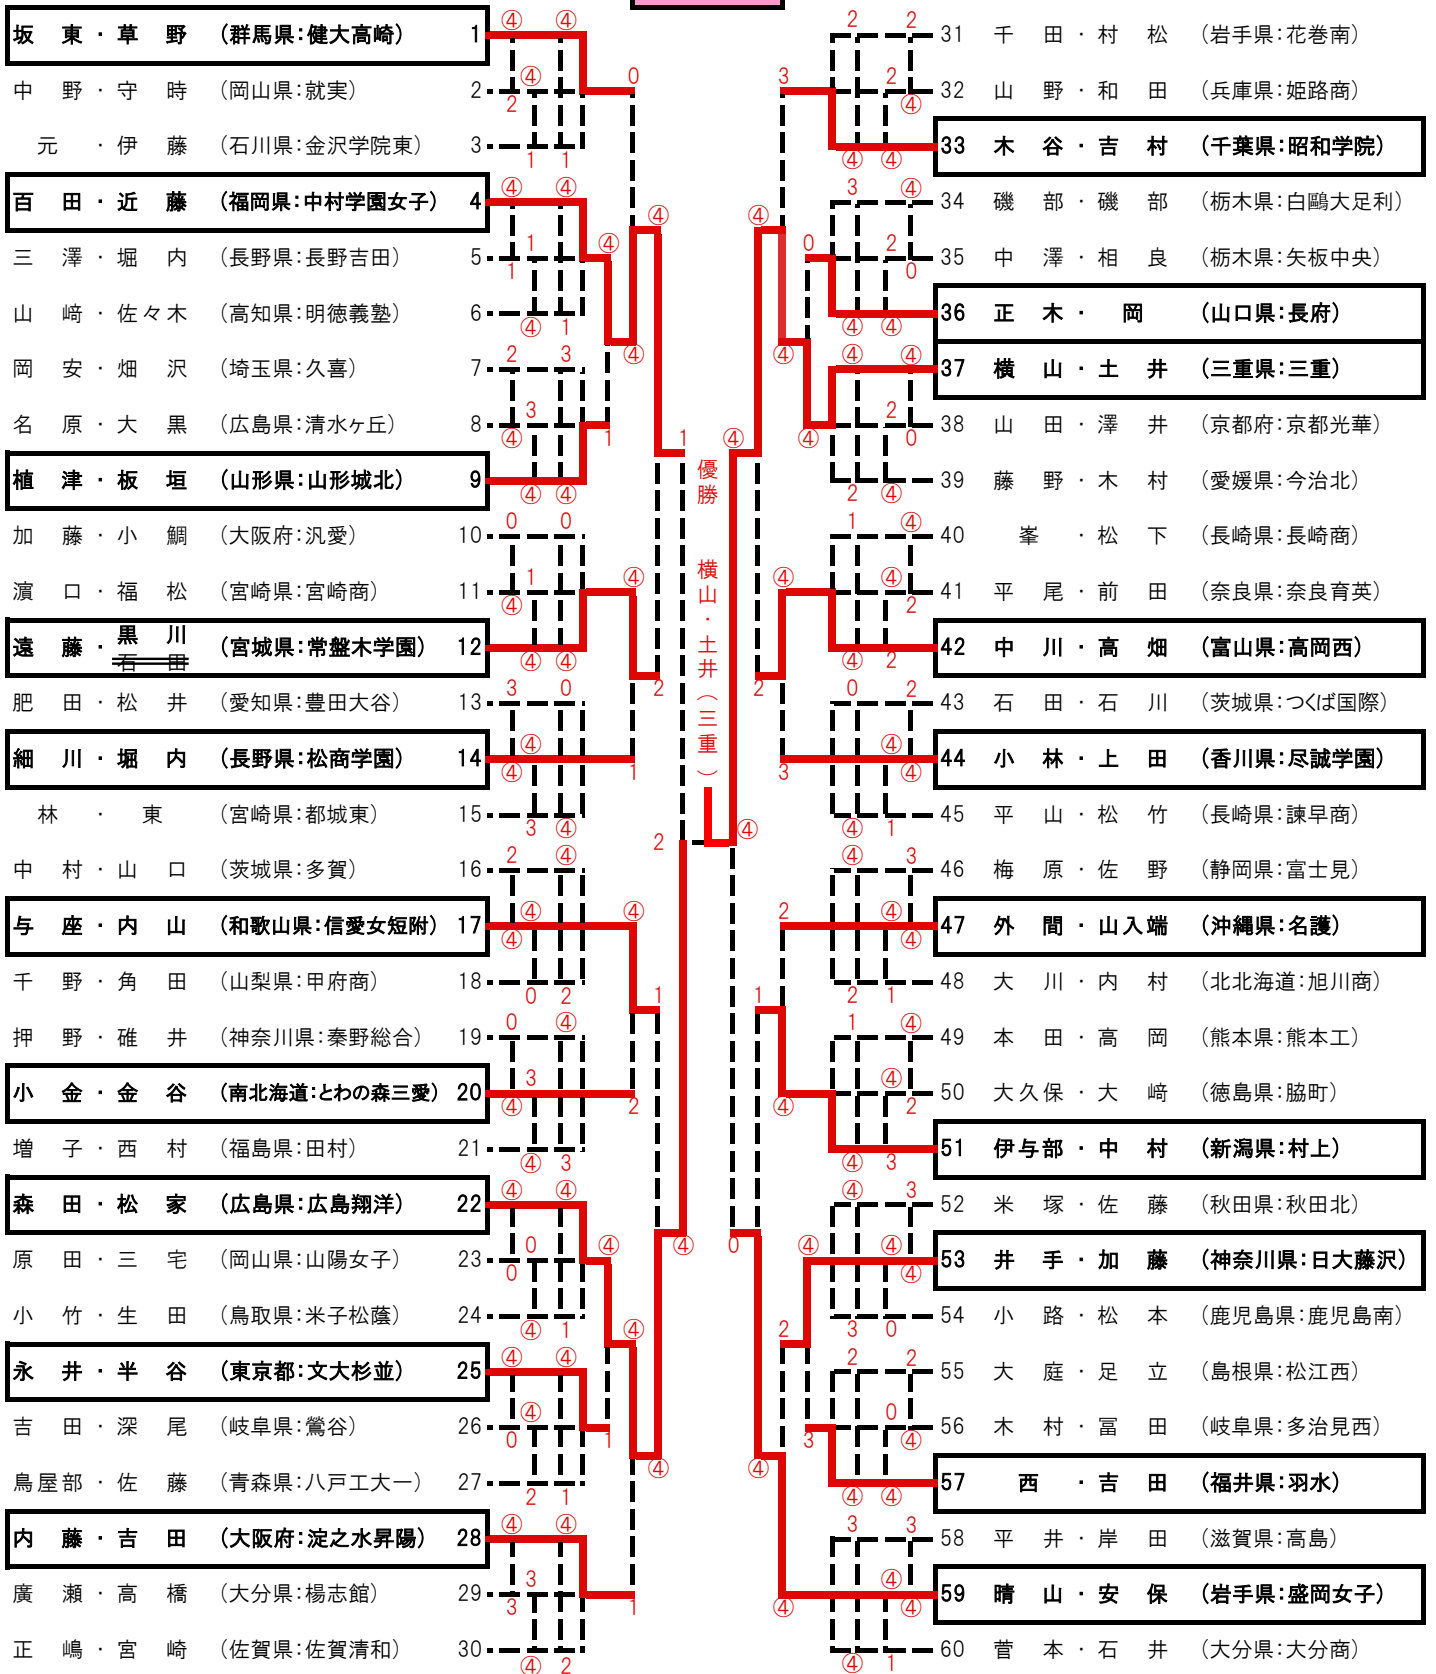 坂東・草野 (群馬県:健大高崎) 1
中野・守時 (岡山県:就実) 2
元・伊藤 (石川県:金沢学院東) 3
百田・近藤 (福岡県:中村学園女子) 4
三澤・堀内 (長野県:長野吉田) 5
山﨑・佐々木 (高知県:明徳義塾) 6
岡安・畑沢 (埼玉県:久喜) 7
名原・大黒 (広島県:清水ヶ丘) 8
植津・板垣 (山形県:山形城北) 9
加藤・小鯛 (大阪府:汎愛) 10
濵口・福松 (宮崎県:宮崎商) 11
遠藤・黒川 石田 (宮城県:常盤木学園) 12
肥田・松井 (愛知県:豊田大谷) 13
細川・堀内 (長野県:松商学園) 14
林・東 (宮崎県:都城東) 15
中村・山口 (茨城県:多賀) 16
与座・内山 (和歌山県:信愛女短附) 17
千野・角田 (山梨県:甲府商) 18
押野・碓井 (神奈川県:秦野総合) 19
小金・金谷 (南北海道:とわの森三愛) 20
増子・西村 (福島県:田村) 21
森田・松家 (広島県:広島翔洋) 22
原田・三宅 (岡山県:山陽女子) 23
小竹・生田 (鳥取県:米子松蔭) 24
永井・半谷 (東京都:文大杉並) 25
吉田・深尾 (岐阜県:鶯谷) 26
鳥屋部・佐藤 (青森県:八戸工大一) 27
内藤・吉田 (大阪府:淀之水昇陽) 28
廣瀬・高橋 (大分県:楊志館) 29
正嶋・宮崎 (佐賀県:佐賀清和) 30
優勝 横山・土井(三重)
31 千田・村松 (岩手県:花巻南)
32 山野・和田 (兵庫県:姫路商)
33 木谷・吉村 (千葉県:昭和学院)
34 磯部・磯部 (栃木県:白鷗大足利)
35 中澤・相良 (栃木県:矢板中央)
36 正木・岡 (山口県:長府)
37 横山・土井 (三重県:三重)
38 山田・澤井 (京都府:京都光華)
39 藤野・木村 (愛媛県:今治北)
40 峯・松下 (長崎県:長崎商)
41 平尾・前田 (奈良県:奈良育英)
42 中川・高畑 (富山県:高岡西)
43 石田・石川 (茨城県:つくば国際)
44 小林・上田 (香川県:尽誠学園)
45 平山・松竹 (長崎県:諫早商)
46 梅原・佐野 (静岡県:富士見)
47 外間・山入端 (沖縄県:名護)
48 大川・内村 (北北海道:旭川商)
49 本田・高岡 (熊本県:熊本工)
50 大久保・大﨑 (徳島県:脇町)
51 伊与部・中村 (新潟県:村上)
52 米塚・佐藤 (秋田県:秋田北)
53 井手・加藤 (神奈川県:日大藤沢)
54 小路・松本 (鹿児島県:鹿児島南)
55 大庭・足立 (島根県:松江西)
56 木村・冨田 (岐阜県:多治見西)
57 西・吉田 (福井県:羽水)
58 平井・岸田 (滋賀県:高島)
59 晴山・安保 (岩手県:盛岡女子)
60 菅本・石井 (大分県:大分商)